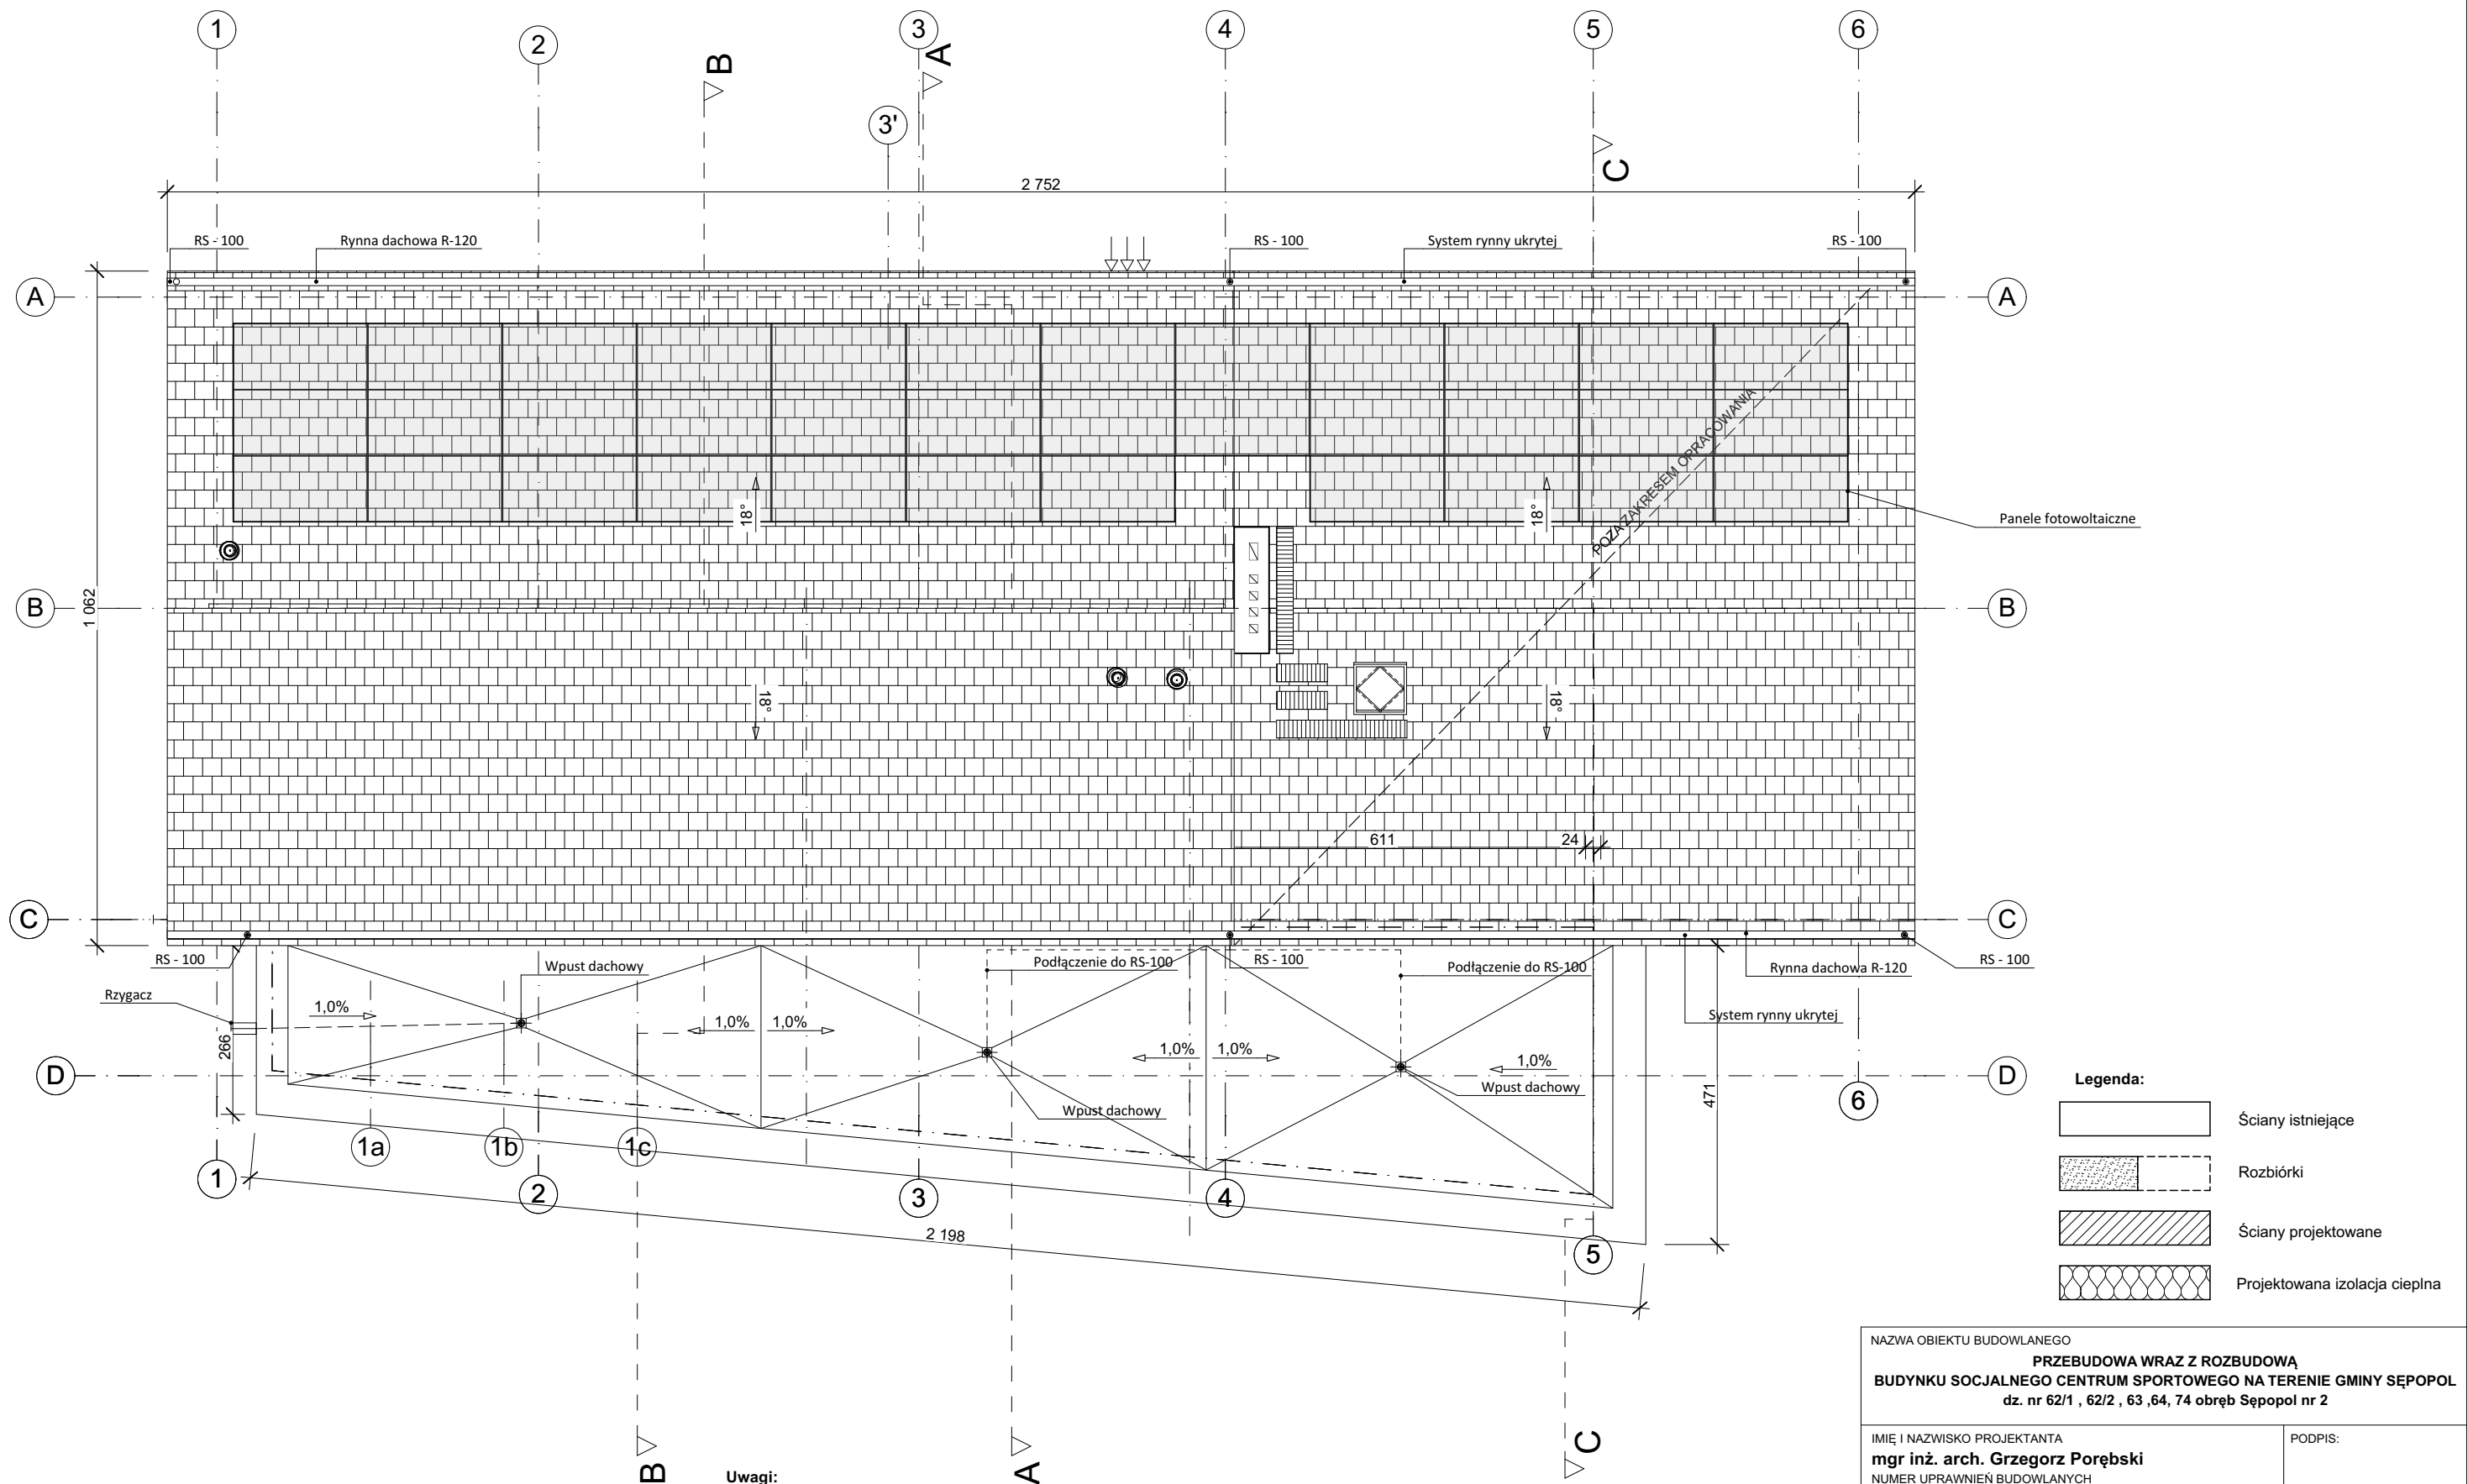 1
2
3
4
5
6
B
A
3'
C
2 752
RS - 100
Rynna dachowa R-120
RS - 100
System rynny ukrytej
RS - 100
A
A
POZA ZAKRESEM OPRACOWANIA
18°
18°
Panele fotowoltaiczne
1 062
B
B
18°
18°
611
24
C
C
RS - 100
Wpust dachowy
Podłączenie do RS-100
RS - 100
Podłączenie do RS-100
Rynna dachowa R-120
RS - 100
Rzygacz
1,0%
1,0%
1,0%
System rynny ukrytej
266
1,0%
1,0%
1,0%
D
D
Wpust dachowy
Wpust dachowy
471
6
1a
1b
1c
1
2
3
4
5
2 198
Legenda:
Ściany istniejące
Rozbiórki
Ściany projektowane
Projektowana izolacja cieplna
NAZWA OBIEKTU BUDOWLANEGO
PRZEBUDOWA WRAZ Z ROZBUDOWĄ
BUDYNKU SOCJALNEGO CENTRUM SPORTOWEGO NA TERENIE GMINY SĘPOPOL
dz. nr 62/1 , 62/2 , 63 ,64, 74 obręb Sępopol nr 2
IMIĘ I NAZWISKO PROJEKTANTA
PODPIS:
mgr inż. arch. Grzegorz Porębski
NUMER UPRAWNIEŃ BUDOWLANYCH
B
A
C
Uwagi: